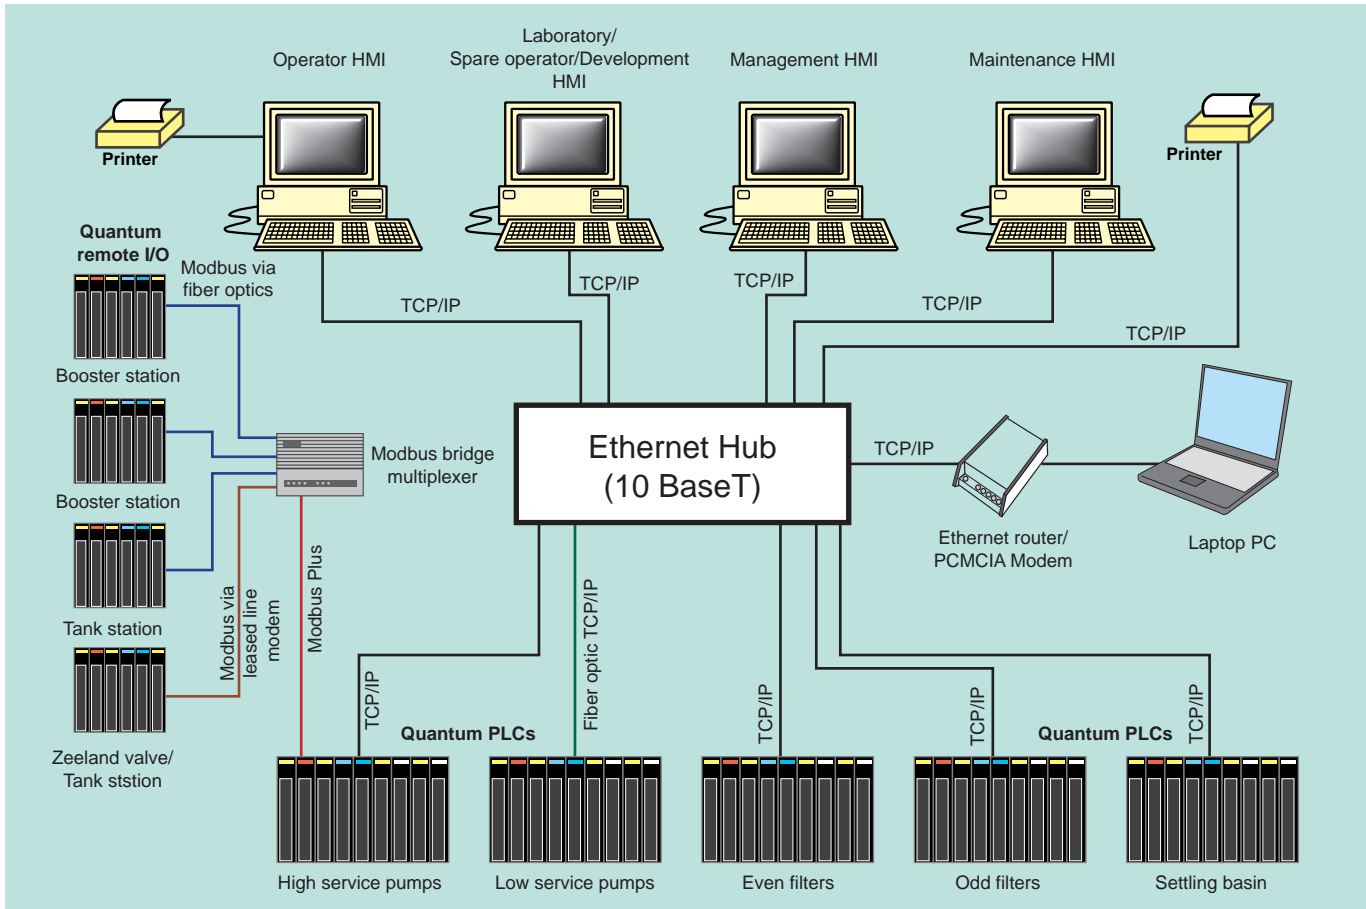 Laboratory/
Operator HMI
Spare operator/Development
HMI
Management HMI
Maintenance HMI
Printer
Printer
Quantum
remote I/O
Modbus via
fiber optics
TCP/IP
TCP/IP
TCP/IP
TCP/IP
TCP/IP
Booster station
Booster station
Tank station
Zeeland valve/
Tank ststion
Modbus bridge
multiplexer
Modbus via
leased line
modem
Modbus Plus
Ethernet Hub
(10 BaseT)
TCP/IP
Ethernet router/
PCMCIA Modem
Laptop PC
TCP/IP
Fiber optic TCP/IP
TCP/IP
TCP/IP
TCP/IP
Quantum PLCs
Quantum PLCs
High service pumps
Low service pumps
Even filters
Odd filters
Settling basin